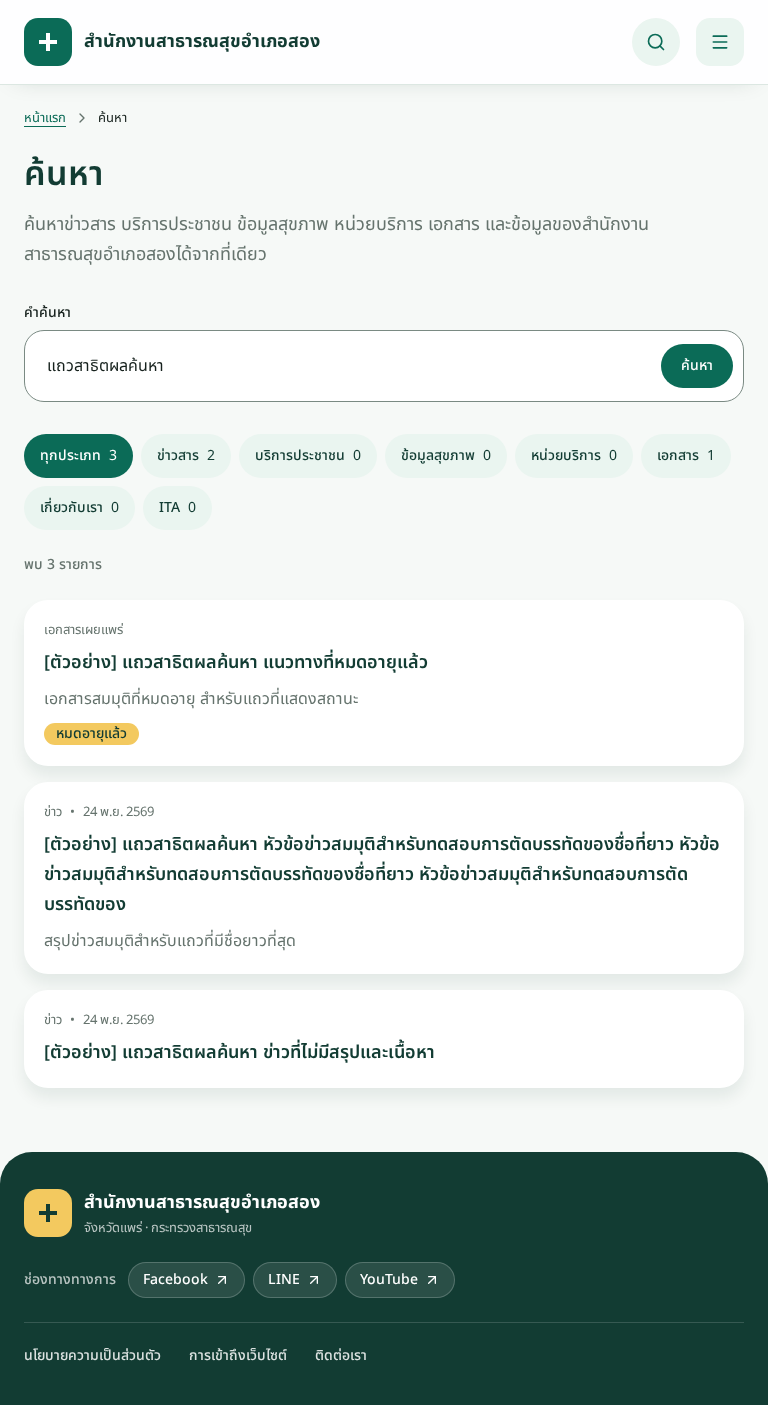 สำนักงานสาธารณสุขอำเภอสอง
หน้าแรก > ค้นหา
ค้นหา
ค้นหาข่าวสาร บริการประชาชน ข้อมูลสุขภาพ หน่วยบริการ เอกสาร และข้อมูลของสำนักงาน
สาธารณสุขอำเภอสองได้จากที่เดียว
คำค้นหา
แถวสาธิตผลค้นหา ค้นหา
ทุกประเภท 3 ข่าวสาร 2 บริการประชาชน 0 ข้อมูลสุขภาพ 0 หน่วยบริการ 0 เอกสาร 1
เกี่ยวกับเรา 0 ITA 0
พบ 3 รายการ
เอกสารเผยแพร่
[ตัวอย่าง] แถวสาธิตผลค้นหา แนวทางที่หมดอายุแล้ว
เอกสารสมมุติที่หมดอายุ สำหรับแถวที่แสดงสถานะ
หมดอายุแล้ว
ข่าว • 24 พ.ย. 2569
[ตัวอย่าง] แถวสาธิตผลค้นหา หัวข้อข่าวสมมุติสำหรับทดสอบการตัดบรรทัดของชื่อที่ยาว หัวข้อ
ข่าวสมมุติสำหรับทดสอบการตัดบรรทัดของชื่อที่ยาว หัวข้อข่าวสมมุติสำหรับทดสอบการตัด
บรรทัดของ
สรุปข่าวสมมุติสำหรับแถวที่มีชื่อยาวที่สุด
ข่าว • 24 พ.ย. 2569
[ตัวอย่าง] แถวสาธิตผลค้นหา ข่าวที่ไม่มีสรุปและเนื้อหา
สำนักงานสาธารณสุขอำเภอสอง
จังหวัดแพร่ · กระทรวงสาธารณสุข
ช่องทางทางการ Facebook LINE YouTube
นโยบายความเป็นส่วนตัว การเข้าถึงเว็บไซต์ ติดต่อเรา